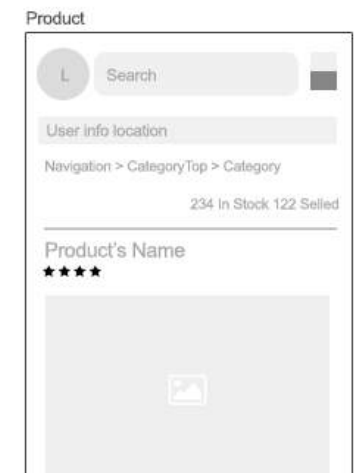 Product
L
Search
User info location
Navigation > CategoryTop > Category
234 In Stock 122 Selled
Product's Name